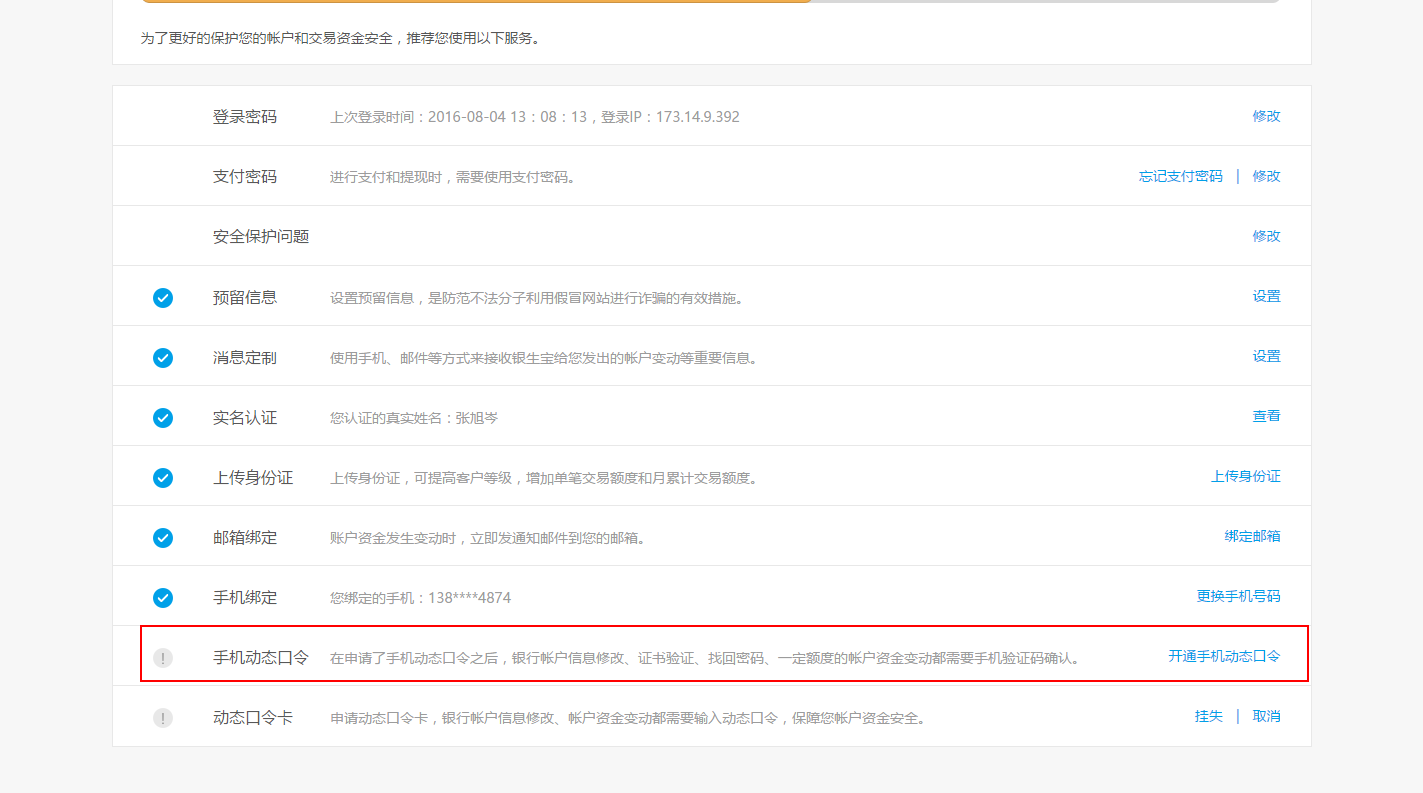 为了更好的保护您的帐户和交易资金安全，推荐您使用以下服务。
登录密码 上次登录时间：2016-08-04 13：08：13，登录IP：173.14.9.392 修改
支付密码 进行支付和提现时，需要使用支付密码。 忘记支付密码 | 修改
安全保护问题 修改
预留信息 设置预留信息，是防范不法分子利用假冒网站进行诈骗的有效措施。 设置
消息定制 使用手机、邮件等方式来接收银生宝给您发出的帐户变动等重要信息。 设置
实名认证 您认证的真实姓名：张旭岑 查看
上传身份证 上传身份证，可提高客户等级，增加单笔交易额度和月累计交易额度。 上传身份证
邮箱绑定 账户资金发生变动时，立即发通知邮件到您的邮箱。 绑定邮箱
手机绑定 您绑定的手机：138****4874 更换手机号码
手机动态口令 在申请了手机动态口令之后，银行帐户信息修改、证书验证、找回密码、一定额度的帐户资金变动都需要手机验证码确认。 开通手机动态口令
动态口令卡 申请动态口令卡，银行帐户信息修改、帐户资金变动都需要输入动态口令，保障您帐户资金安全。 挂失 | 取消